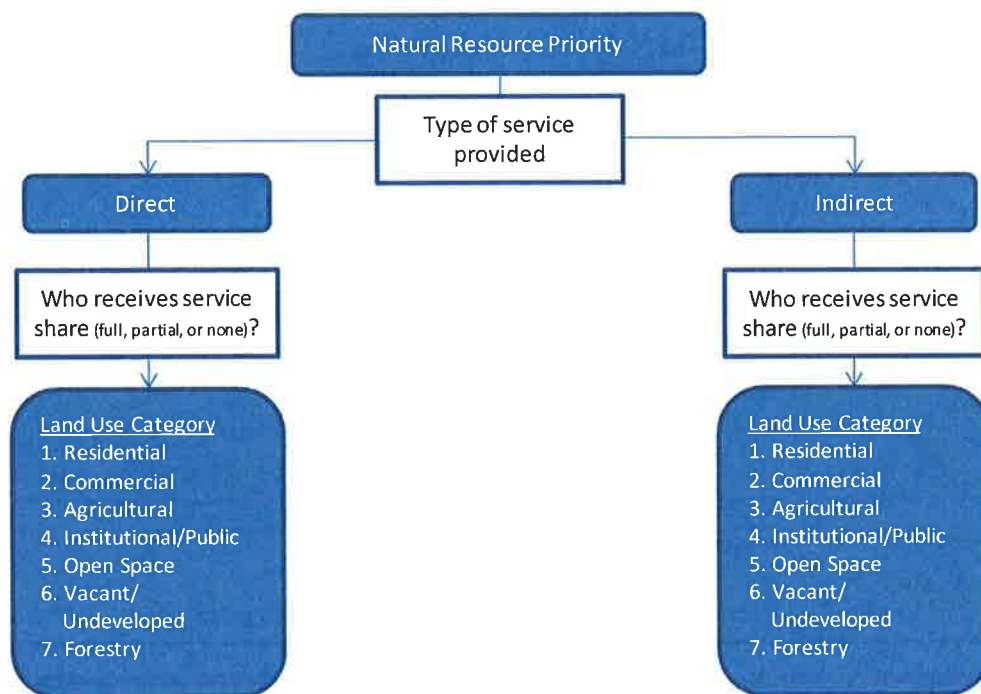 Natural Resource Priority
Type of service
provided
Direct
Indirect
Who receives service
share (full, partial, or none)?
Who receives service
share (full, partial, or none)?
Land Use Category
1. Residential
2. Commercial
3. Agricultural
4. Institutional/Public
5. Open Space
6. Vacant/
Undeveloped
7. Forestry
Land Use Category
1. Residential
2. Commercial
3. Agricultural
4. Institutional/Public
5. Open Space
6. Vacant/
Undeveloped
7. Forestry